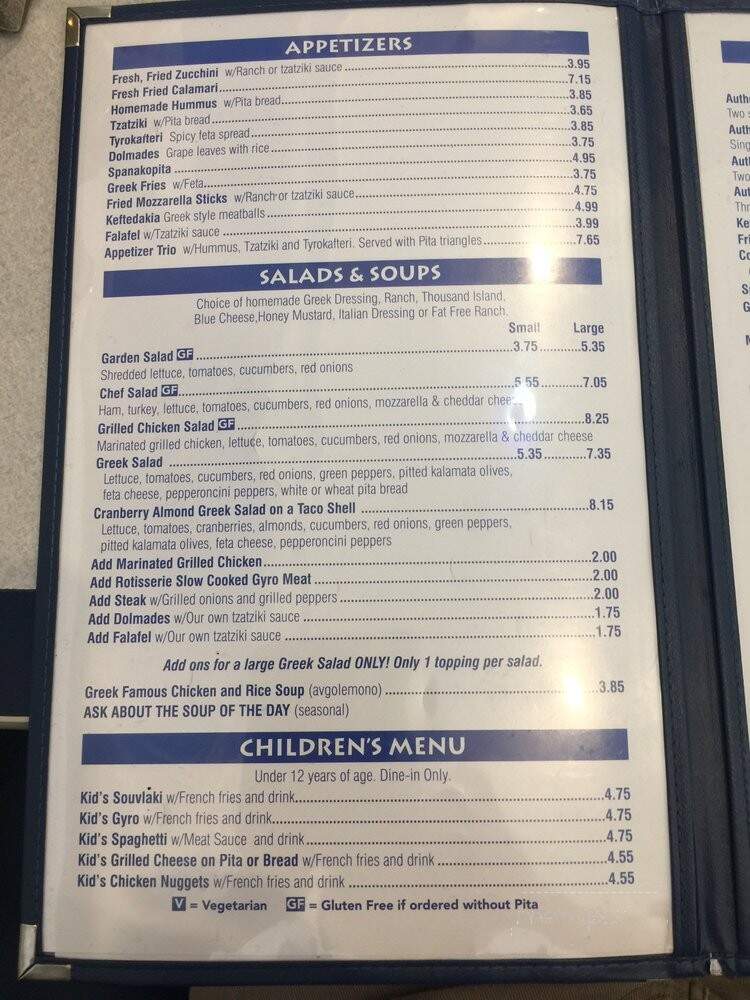 APPETIZERS
Fresh, Fried Zucchini w/Ranch or tzatziki sauce 3.95
Fresh Fried Calamari 7.15
Homemade Hummus w/Pita bread 3.85
Tzatziki w/Pita bread 3.65
Tyrokafteri Spicy feta spread 3.85
Dolmades Grape leaves with rice 3.75
Spanakopita 4.95
Greek Fries w/Feta 3.75
Fried Mozzarella Sticks w/Ranch or tzatziki sauce 4.75
Keftedakia Greek style meatballs 4.99
Falafel w/Tzatziki sauce 3.99
Appetizer Trio w/Hummus, Tzatziki and Tyrokafteri. Served with Pita triangles 7.65
SALADS & SOUPS
Choice of homemade Greek Dressing, Ranch, Thousand Island,
Blue Cheese,Honey Mustard, Italian Dressing or Fat Free Ranch.
Small Large
Garden Salad GF 3.75 5.35
Shredded lettuce, tomatoes, cucumbers, red onions
Chef Salad GF 5.55 7.05
Ham, turkey, lettuce, tomatoes, cucumbers, red onions, mozzarella & cheddar cheese
Grilled Chicken Salad GF 8.25
Marinated grilled chicken, lettuce, tomatoes, cucumbers, red onions, mozzarella & cheddar cheese
Greek Salad 5.35 7.35
Lettuce, tomatoes, cucumbers, red onions, green peppers, pitted kalamata olives,
feta cheese, pepperoncini peppers, white or wheat pita bread
Cranberry Almond Greek Salad on a Taco Shell 8.15
Lettuce, tomatoes, cranberries, almonds, cucumbers, red onions, green peppers,
pitted kalamata olives, feta cheese, pepperoncini peppers
Add Marinated Grilled Chicken 2.00
Add Rotisserie Slow Cooked Gyro Meat 2.00
Add Steak w/Grilled onions and grilled peppers 2.00
Add Dolmades w/Our own tzatziki sauce 1.75
Add Falafel w/Our own tzatziki sauce 1.75
Add ons for a large Greek Salad ONLY! Only 1 topping per salad.
Greek Famous Chicken and Rice Soup (avgolemono) 3.85
ASK ABOUT THE SOUP OF THE DAY (seasonal)
CHILDREN'S MENU
Under 12 years of age. Dine-in Only.
Kid's Souvlaki w/French fries and drink 4.75
Kid's Gyro w/French fries and drink 4.75
Kid's Spaghetti w/Meat Sauce and drink 4.75
Kid's Grilled Cheese on Pita or Bread w/French fries and drink 4.55
Kid's Chicken Nuggets w/French fries and drink 4.55
V = Vegetarian GF = Gluten Free if ordered without Pita